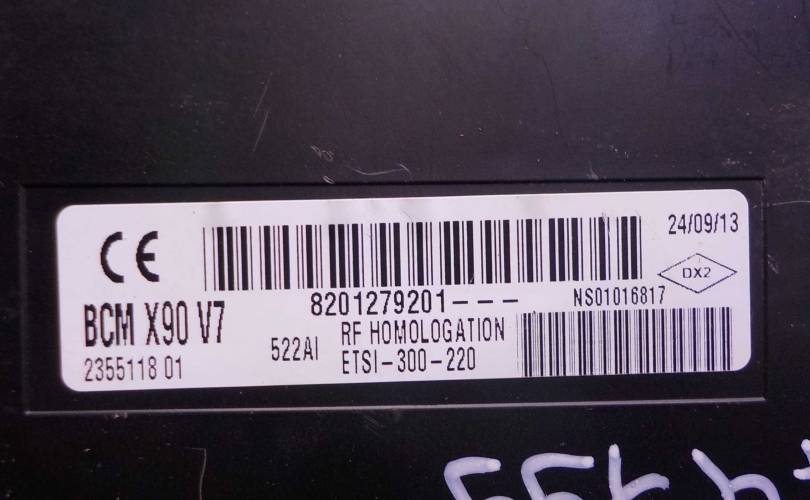 CE
24/09/13
DX2
8201279201---
NS01016817
BCM X90 V7
2355118 01
522AI
RF HOMOLOGATION
ETSI-300-220